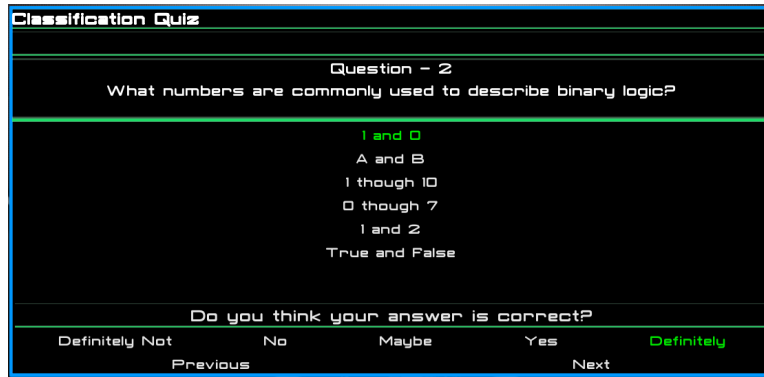 Classification Quiz
Question - 2
What numbers are commonly used to describe binary logic?
1 and 0
A and B
1 though 10
0 though 7
1 and 2
True and False
Do you think your answer is correct?
Definitely Not No Maybe Yes Definitely
Previous Next